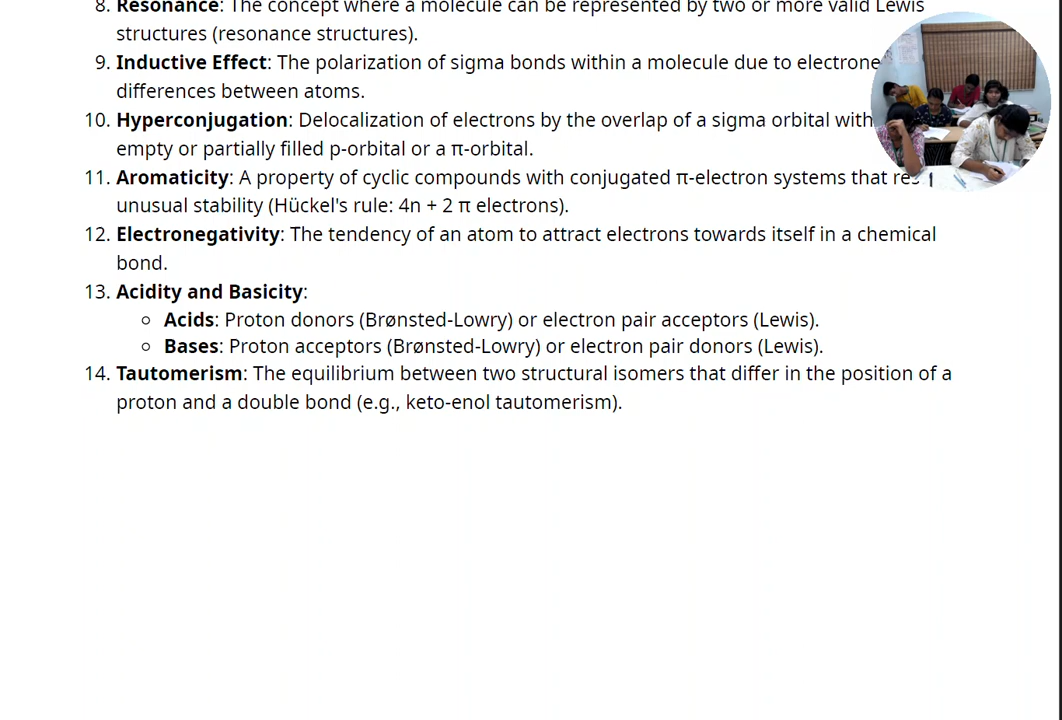 8. Resonance: The concept where a molecule can be represented by two or more valid Lewis
structures (resonance structures).
9. Inductive Effect: The polarization of sigma bonds within a molecule due to
differences between atoms.
10. Hyperconjugation: Delocalization of electrons by the overlap of a sigma orbital with
empty or partially filled p-orbital or a π-orbital.
11. Aromaticity: A property of cyclic compounds with conjugated π-electron systems that
unusual stability (Hückel's rule: 4n + 2 π electrons).
12. Electronegativity: The tendency of an atom to attract electrons towards itself in a chemical
bond.
13. Acidity and Basicity:
○ Acids: Proton donors (Brønsted-Lowry) or electron pair acceptors (Lewis).
○ Bases: Proton acceptors (Brønsted-Lowry) or electron pair donors (Lewis).
14. Tautomerism: The equilibrium between two structural isomers that differ in the position of a
proton and a double bond (e.g., keto-enol tautomerism).